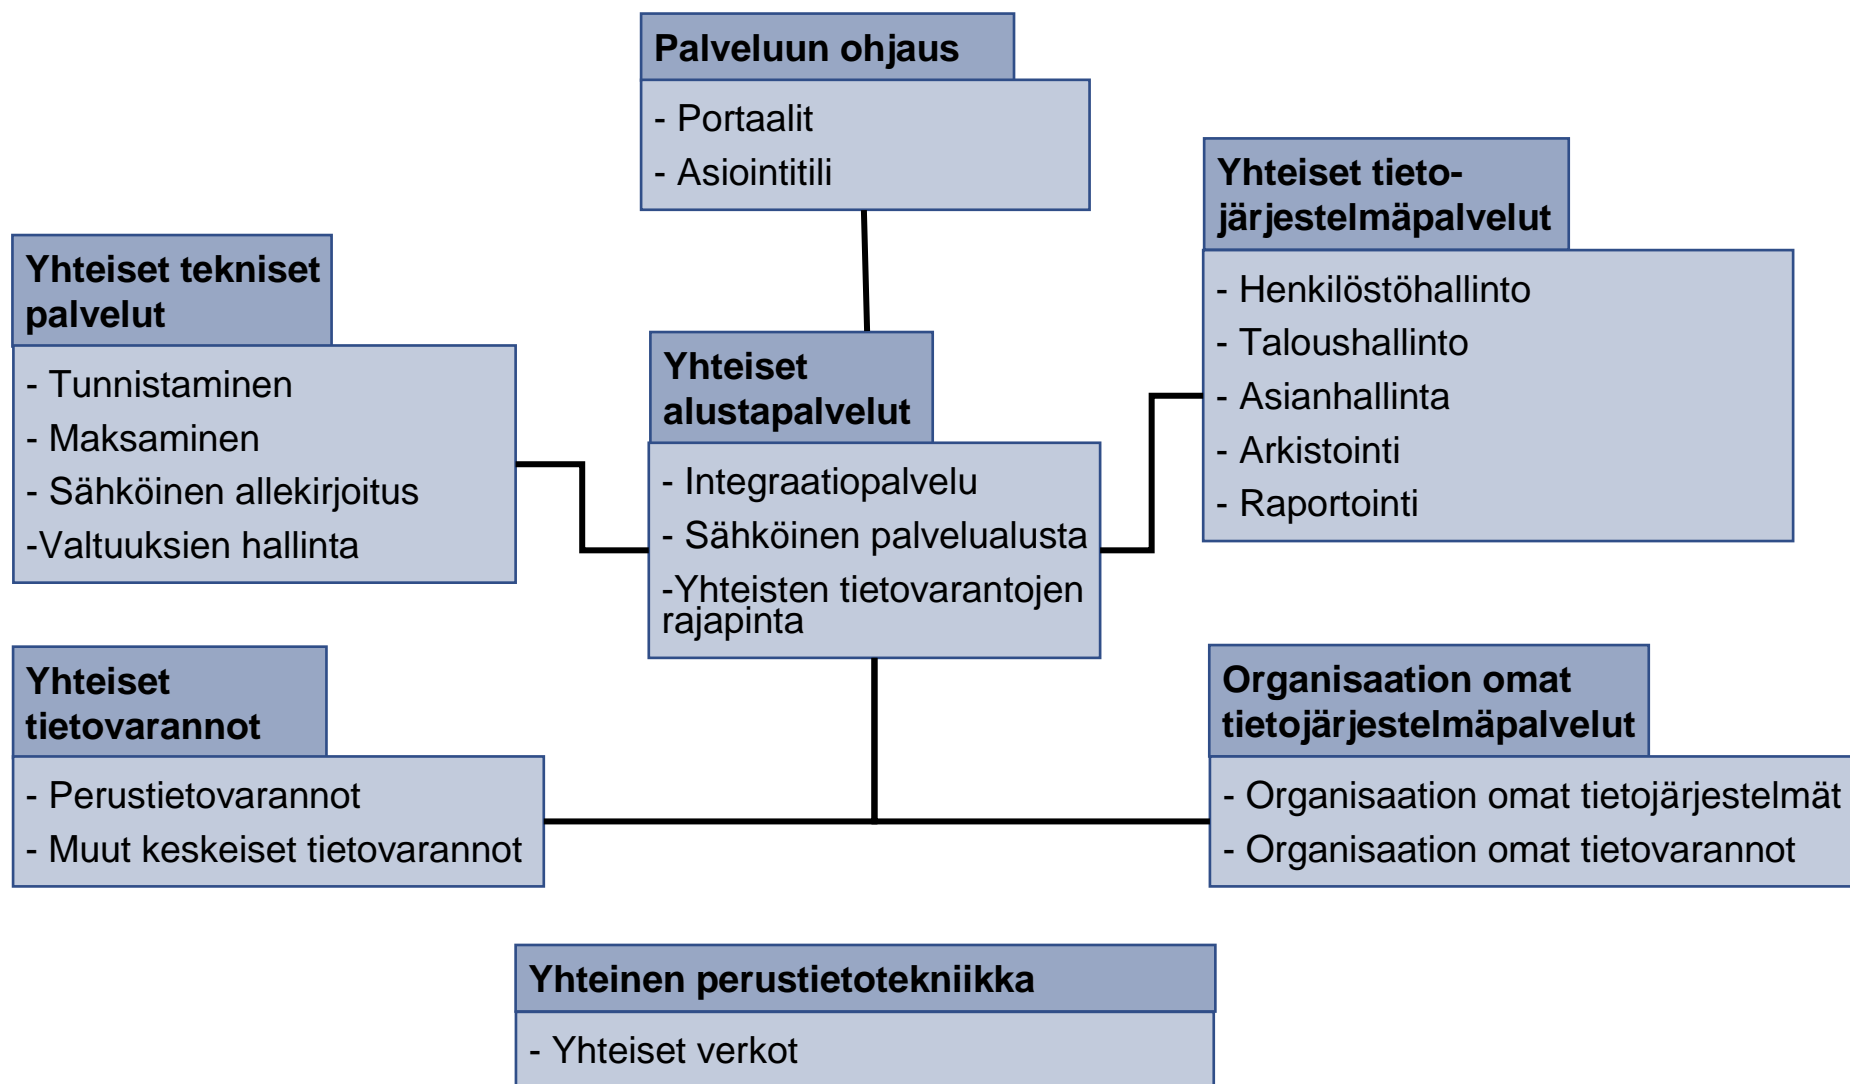 Palveluun ohjaus
- Portaalit
- Asiointitili
Yhteiset tieto-
järjestelmäpalvelut
- Henkilöstöhallinto
- Taloushallinto
- Asianhallinta
- Arkistointi
- Raportointi
Yhteiset tekniset
palvelut
- Tunnistaminen
- Maksaminen
- Sähköinen allekirjoitus
-Valtuuksien hallinta
Yhteiset
alustapalvelut
- Integraatiopalvelu
- Sähköinen palvelualusta
-Yhteisten tietovarantojen
rajapinta
Yhteiset
tietovarannot
- Perustietovarannot
- Muut keskeiset tietovarannot
Organisaation omat
tietojärjestelmäpalvelut
- Organisaation omat tietojärjestelmät
- Organisaation omat tietovarannot
Yhteinen perustietotekniikka
- Yhteiset verkot